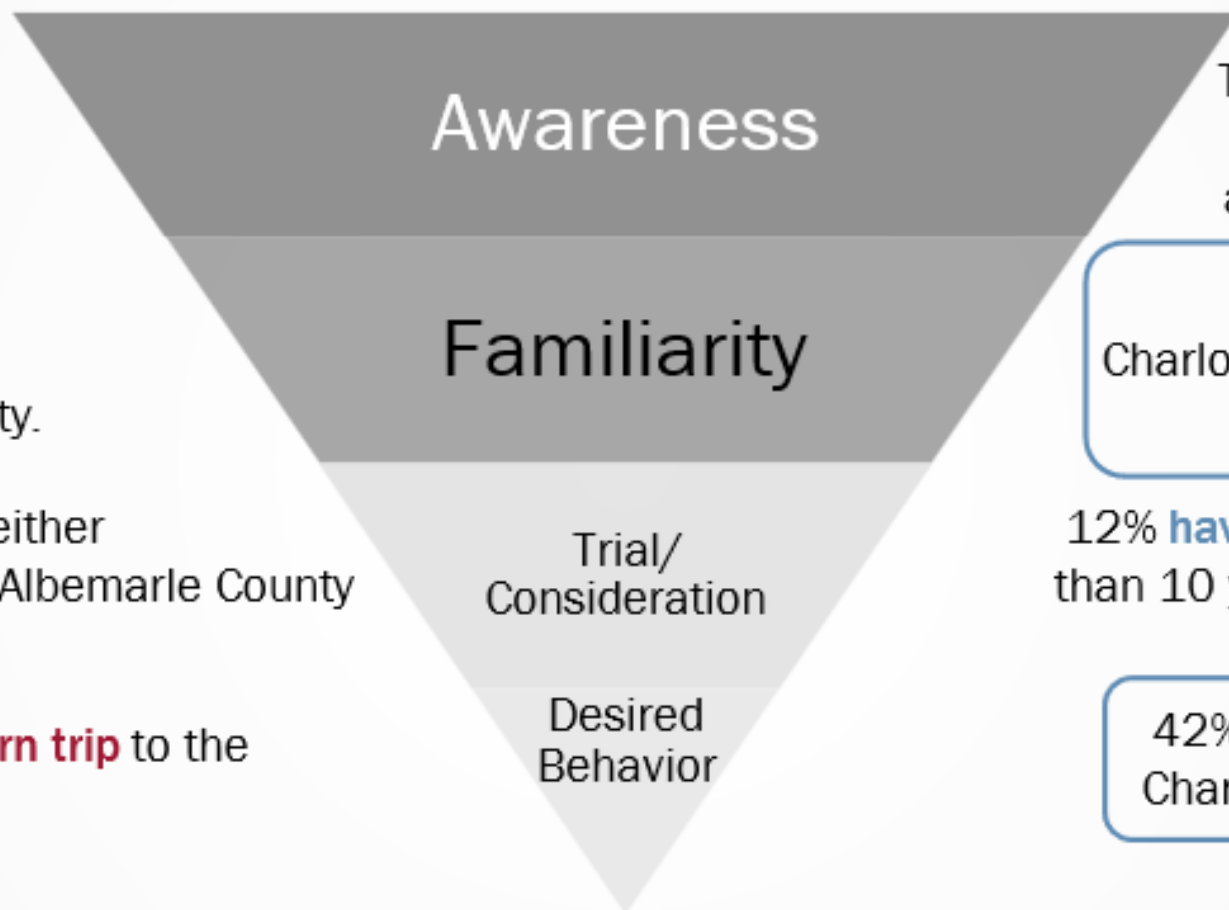 Awareness
Familiarity
ty.
Charlo
either
Albemarle County
12% hav
than 10
Trial/
Consideration
rn trip to the
Desired
Behavior
42%
Char